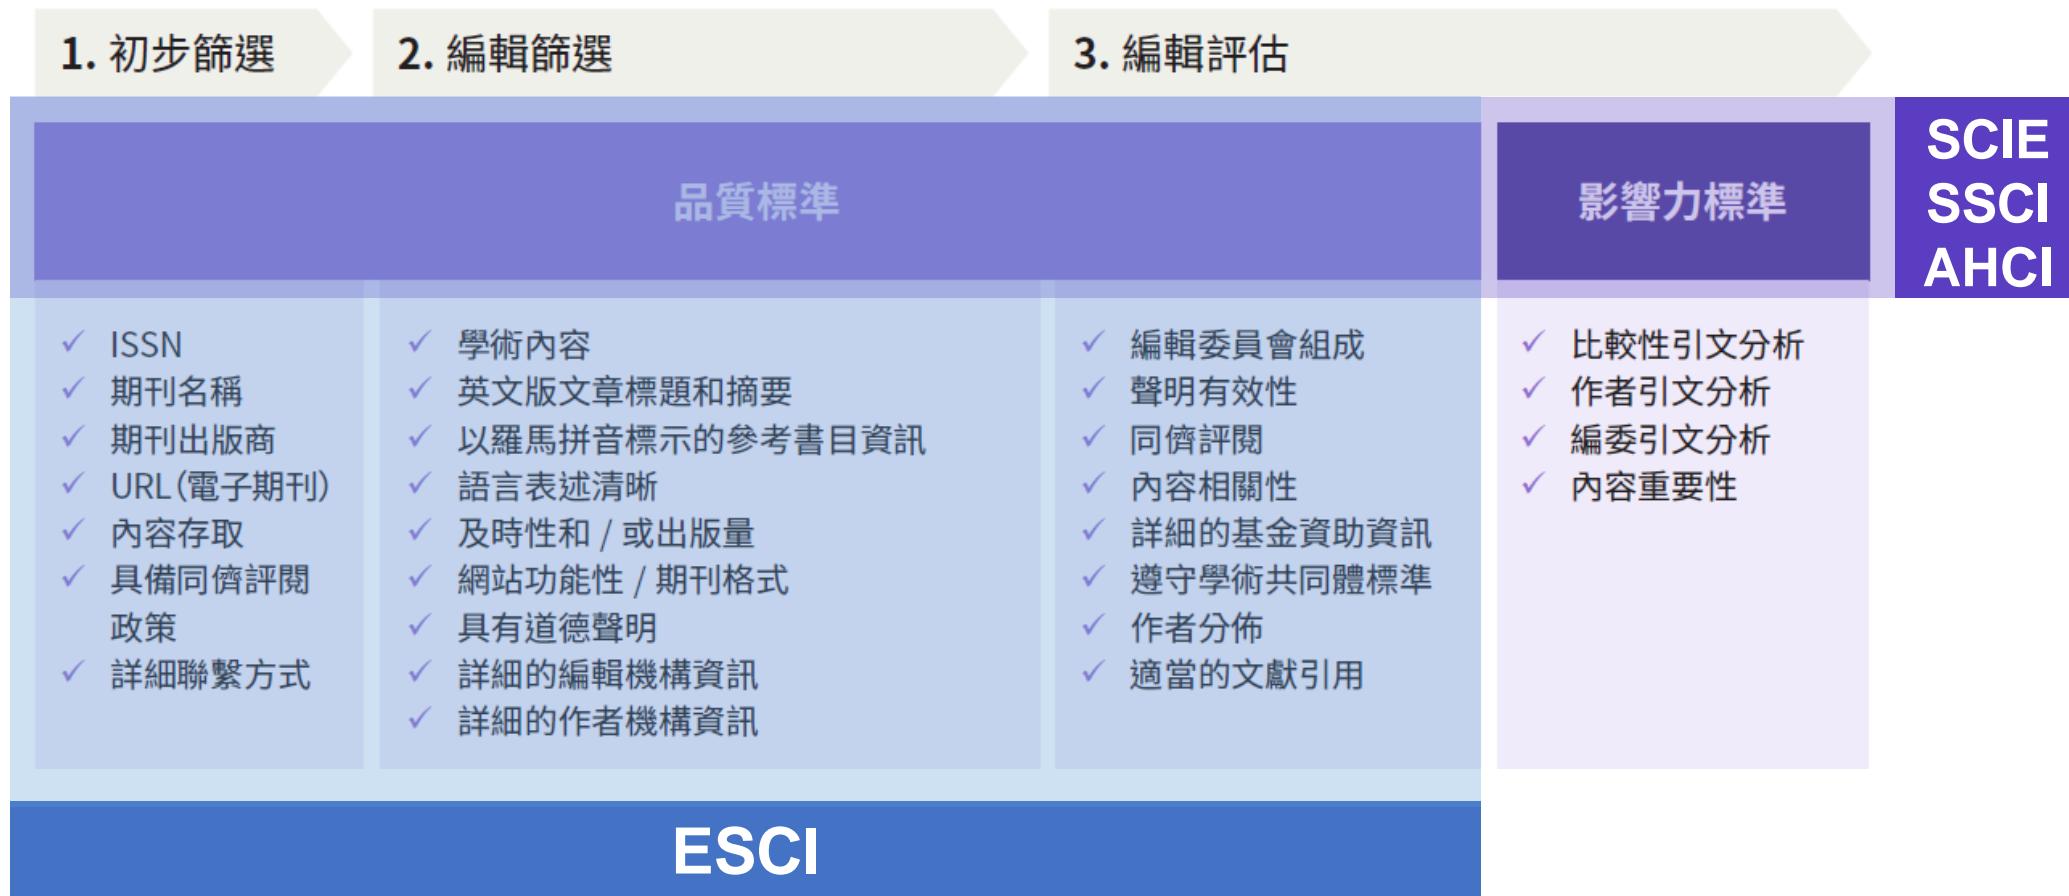 1. 初步篩選
2. 編輯篩選
3. 編輯評估
品質標準
影響力標準
SCIE
SSCI
AHCI
✓ ISSN
✓ 期刊名稱
✓ 期刊出版商
✓ URL（電子期刊）
✓ 內容存取
✓ 具備同儕評閱
政策
✓ 詳細聯繫方式
✓ 學術內容
✓ 英文版文章標題和摘要
✓ 以羅馬拼音標示的參考書目資訊
✓ 語言表述清晰
✓ 及時性和 / 或出版量
✓ 網站功能性 / 期刊格式
✓ 具有道德聲明
✓ 詳細的編輯機構資訊
✓ 詳細的作者機構資訊
✓ 編輯委員會組成
✓ 聲明有效性
✓ 同儕評閱
✓ 內容相關性
✓ 詳細的基金資助資訊
✓ 遵守學術共同體標準
✓ 作者分佈
✓ 適當的文獻引用
✓ 比較性引文分析
✓ 作者引文分析
✓ 編委引文分析
✓ 內容重要性
ESCI